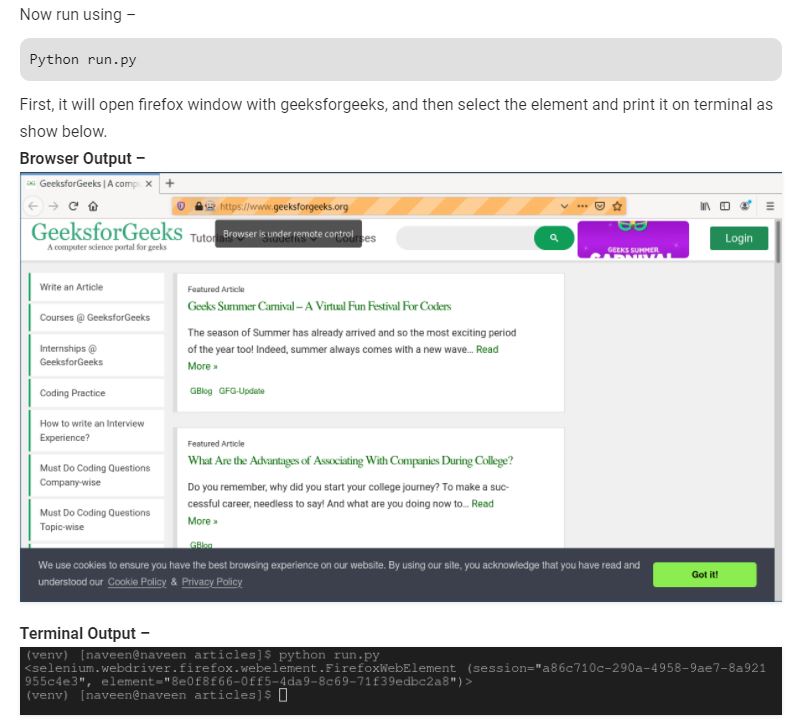 Now run using –
Python run.py
First, it will open firefox window with geeksforgeeks, and then select the element and print it on terminal as
show below.
Browser Output –
GeeksforGeeks | A comp
https://www.geeksforgeeks.org
GeeksforGeeks
A computer science portal for geeks
Tutorials Students Courses
Browser is under remote control
GEEKS SUMMER
CARNIVAL
Login
Write an Article
Courses @ GeeksforGeeks
Internships @
GeeksforGeeks
Coding Practice
How to write an Interview
Experience?
Must Do Coding Questions
Company-wise
Must Do Coding Questions
Topic-wise
Featured Article
Geeks Summer Carnival – A Virtual Fun Festival For Coders
The season of Summer has already arrived and so the most exciting period
of the year too! Indeed, summer always comes with a new wave... Read
More »
GBlog GFG-Update
Featured Article
What Are the Advantages of Associating With Companies During College?
Do you remember, why did you start your college journey? To make a suc-
cessful career, needless to say! And what are you doing now to... Read
More »
GBlog
We use cookies to ensure you have the best browsing experience on our website. By using our site, you acknowledge that you have read and
understood our Cookie Policy & Privacy Policy
Got it!
Terminal Output –
(venv) [naveen@naveen articles]$ python run.py
<selenium.webdriver.firefox.webelement.FirefoxWebElement (session="a86c710c-290a-4958-9ae7-8a921
955c4e3", element="8e0f8f66-0ff5-4da9-8c69-71f39edbc2a8")>
(venv) [naveen@naveen articles]$